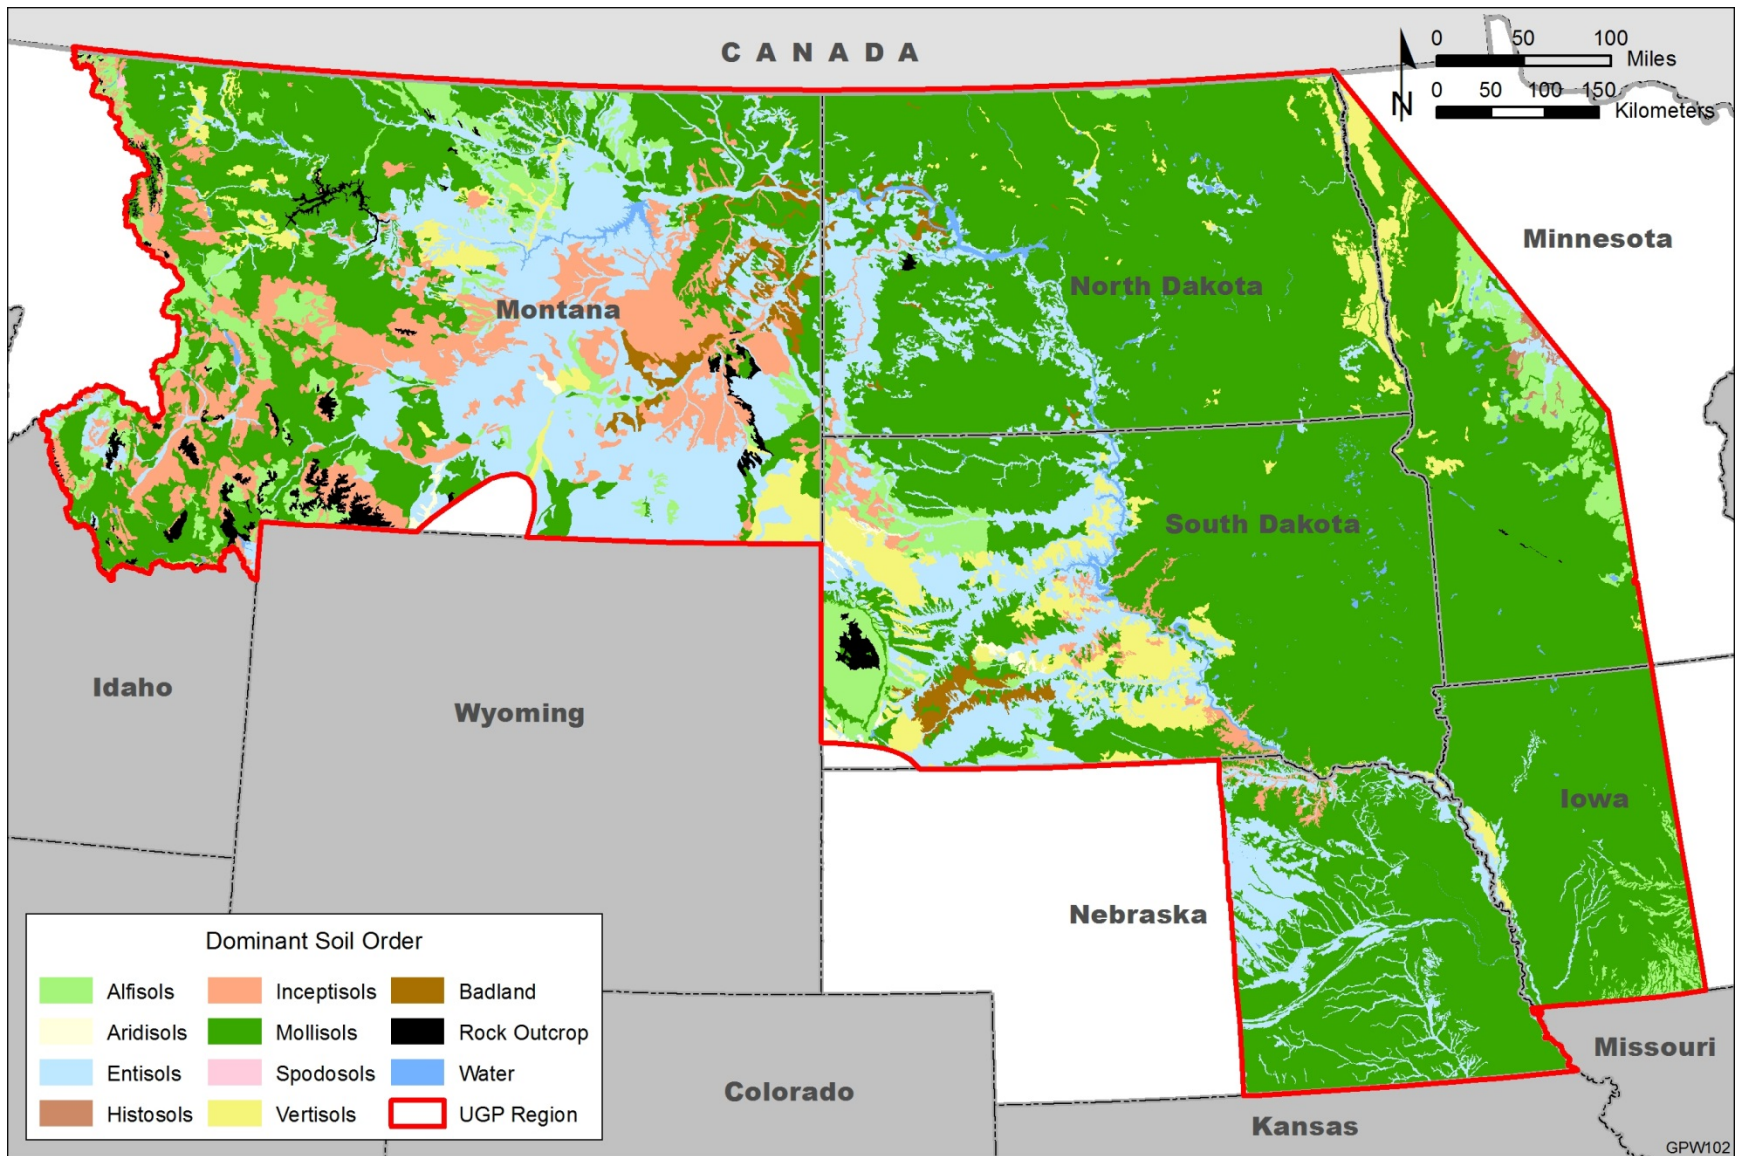 CANADA
0 50 100
Miles
0 50 100 150
Kilometers
N
Minnesota
North Dakota
Montana
South Dakota
Idaho
Wyoming
Iowa
Nebraska
Dominant Soil Order
Alfisols Inceptisols Badland
Aridisols Mollisols Rock Outcrop
Entisols Spodosols Water
Histosols Vertisols UGP Region
Colorado
Missouri
Kansas
GPW102